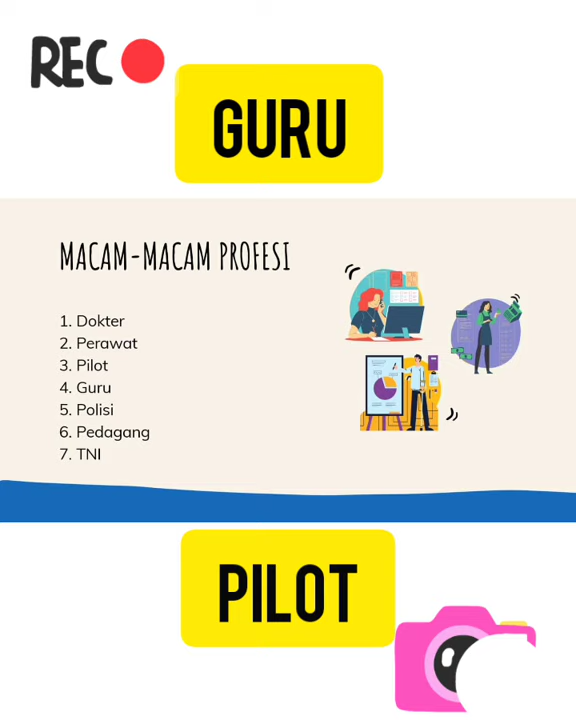 REC
GURU
MACAM-MACAM PROFESI
1. Dokter
2. Perawat
3. Pilot
4. Guru
5. Polisi
6. Pedagang
7. TNI
PILOT